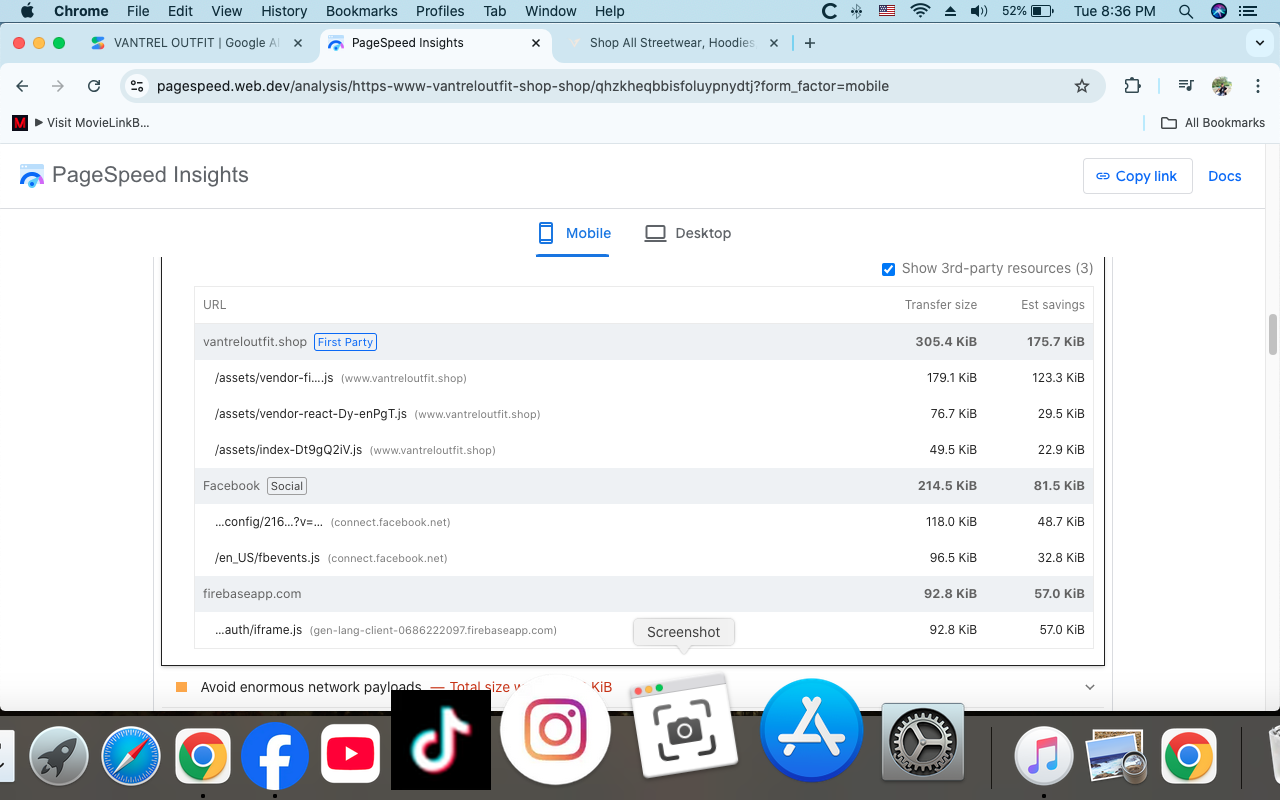 Chrome File Edit View History Bookmarks Profiles Tab Window Help 52% Tue 8:36 PM
VANTREL OUTFIT | Google A PageSpeed Insights Shop All Streetwear, Hoodies
pagespeed.web.dev/analysis/https-www-vantreloutfit-shop-shop/qhzkheqbbisfoluypnydtj?form_factor=mobile
M ▶ Visit MovieLinkB... All Bookmarks
PageSpeed Insights Copy link Docs
Mobile Desktop
Show 3rd-party resources (3)
URL Transfer size Est savings
vantreloutfit.shop First Party 305.4 KiB 175.7 KiB
/assets/vendor-fi....js (www.vantreloutfit.shop) 179.1 KiB 123.3 KiB
/assets/vendor-react-Dy-enPgT.js (www.vantreloutfit.shop) 76.7 KiB 29.5 KiB
/assets/index-Dt9gQ2iV.js (www.vantreloutfit.shop) 49.5 KiB 22.9 KiB
Facebook Social 214.5 KiB 81.5 KiB
...config/216...?v=... (connect.facebook.net) 118.0 KiB 48.7 KiB
/en_US/fbevents.js (connect.facebook.net) 96.5 KiB 32.8 KiB
firebaseapp.com 92.8 KiB 57.0 KiB
...auth/iframe.js (gen-lang-client-0686222097.firebaseapp.com) 92.8 KiB 57.0 KiB
Screenshot
Avoid enormous network payloads — Total size w KiB